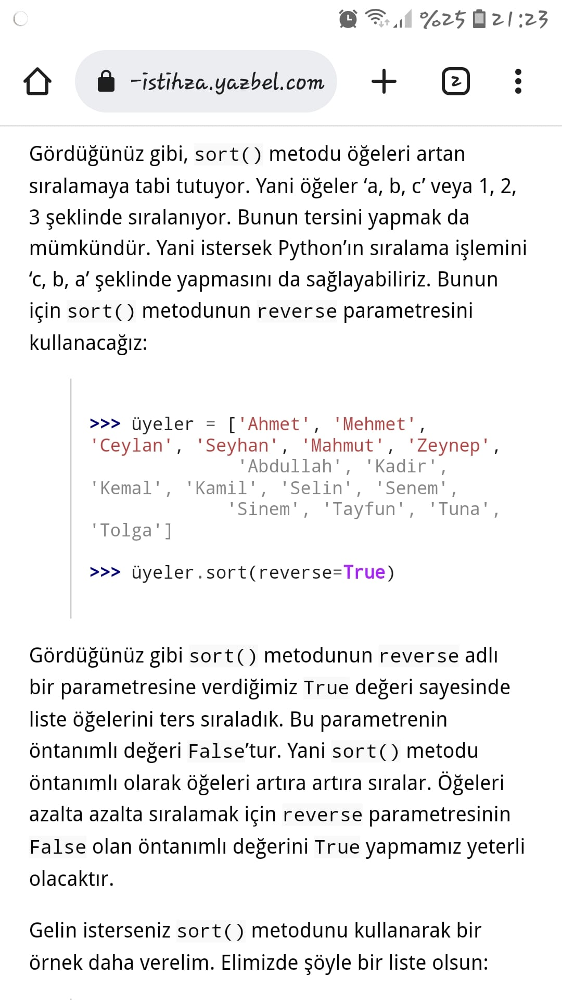 %25 21:23
-istihza.yazbel.com
2
Gördüğünüz gibi, sort() metodu öğeleri artan
sıralamaya tabi tutuyor. Yani öğeler ‘a, b, c’ veya 1, 2,
3 şeklinde sıralanıyor. Bunun tersini yapmak da
mümkündür. Yani istersek Python’ın sıralama işlemini
‘c, b, a’ şeklinde yapmasını da sağlayabiliriz. Bunun
için sort() metodunun reverse parametresini
kullanacağız:
>>> üyeler = ['Ahmet', 'Mehmet',
'Ceylan', 'Seyhan', 'Mahmut', 'Zeynep',
'Abdullah', 'Kadir',
'Kemal', 'Kamil', 'Selin', 'Senem',
'Sinem', 'Tayfun', 'Tuna',
'Tolga']
>>> üyeler.sort(reverse=True)
Gördüğünüz gibi sort() metodunun reverse adlı
bir parametresine verdiğimiz True değeri sayesinde
liste öğelerini ters sıraladık. Bu parametrenin
öntanımlı değeri False’tur. Yani sort() metodu
öntanımlı olarak öğeleri artıra artıra sıralar. Öğeleri
azalta azalta sıralamak için reverse parametresinin
False olan öntanımlı değerini True yapmamız yeterli
olacaktır.
Gelin isterseniz sort() metodunu kullanarak bir
örnek daha verelim. Elimizde şöyle bir liste olsun: